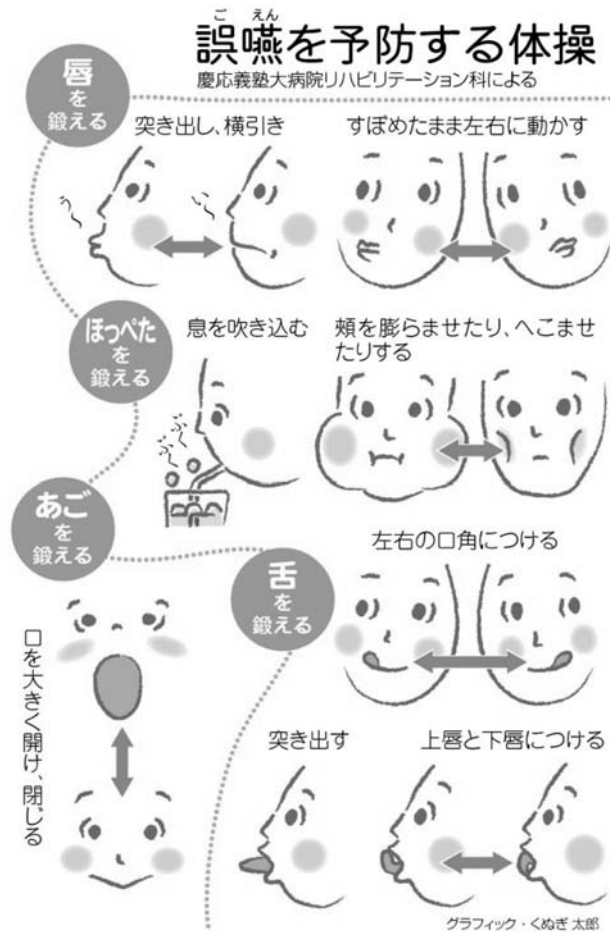 ご えん
誤嚥を予防する体操
慶応義塾大病院リハビリテーション科による
唇
を
鍛える
突き出し、横引き
う〜
い〜
すぼめたまま左右に動かす
ほっぺた
を
鍛える
息を吹き込む
ぶく
ぶく
頰を膨らませたり、へこませ
たりする
あご
を
鍛える
口を大きく開け、閉じる
舌
を
鍛える
左右の口角につける
突き出す
上唇と下唇につける
グラフィック・くぬぎ 太郎